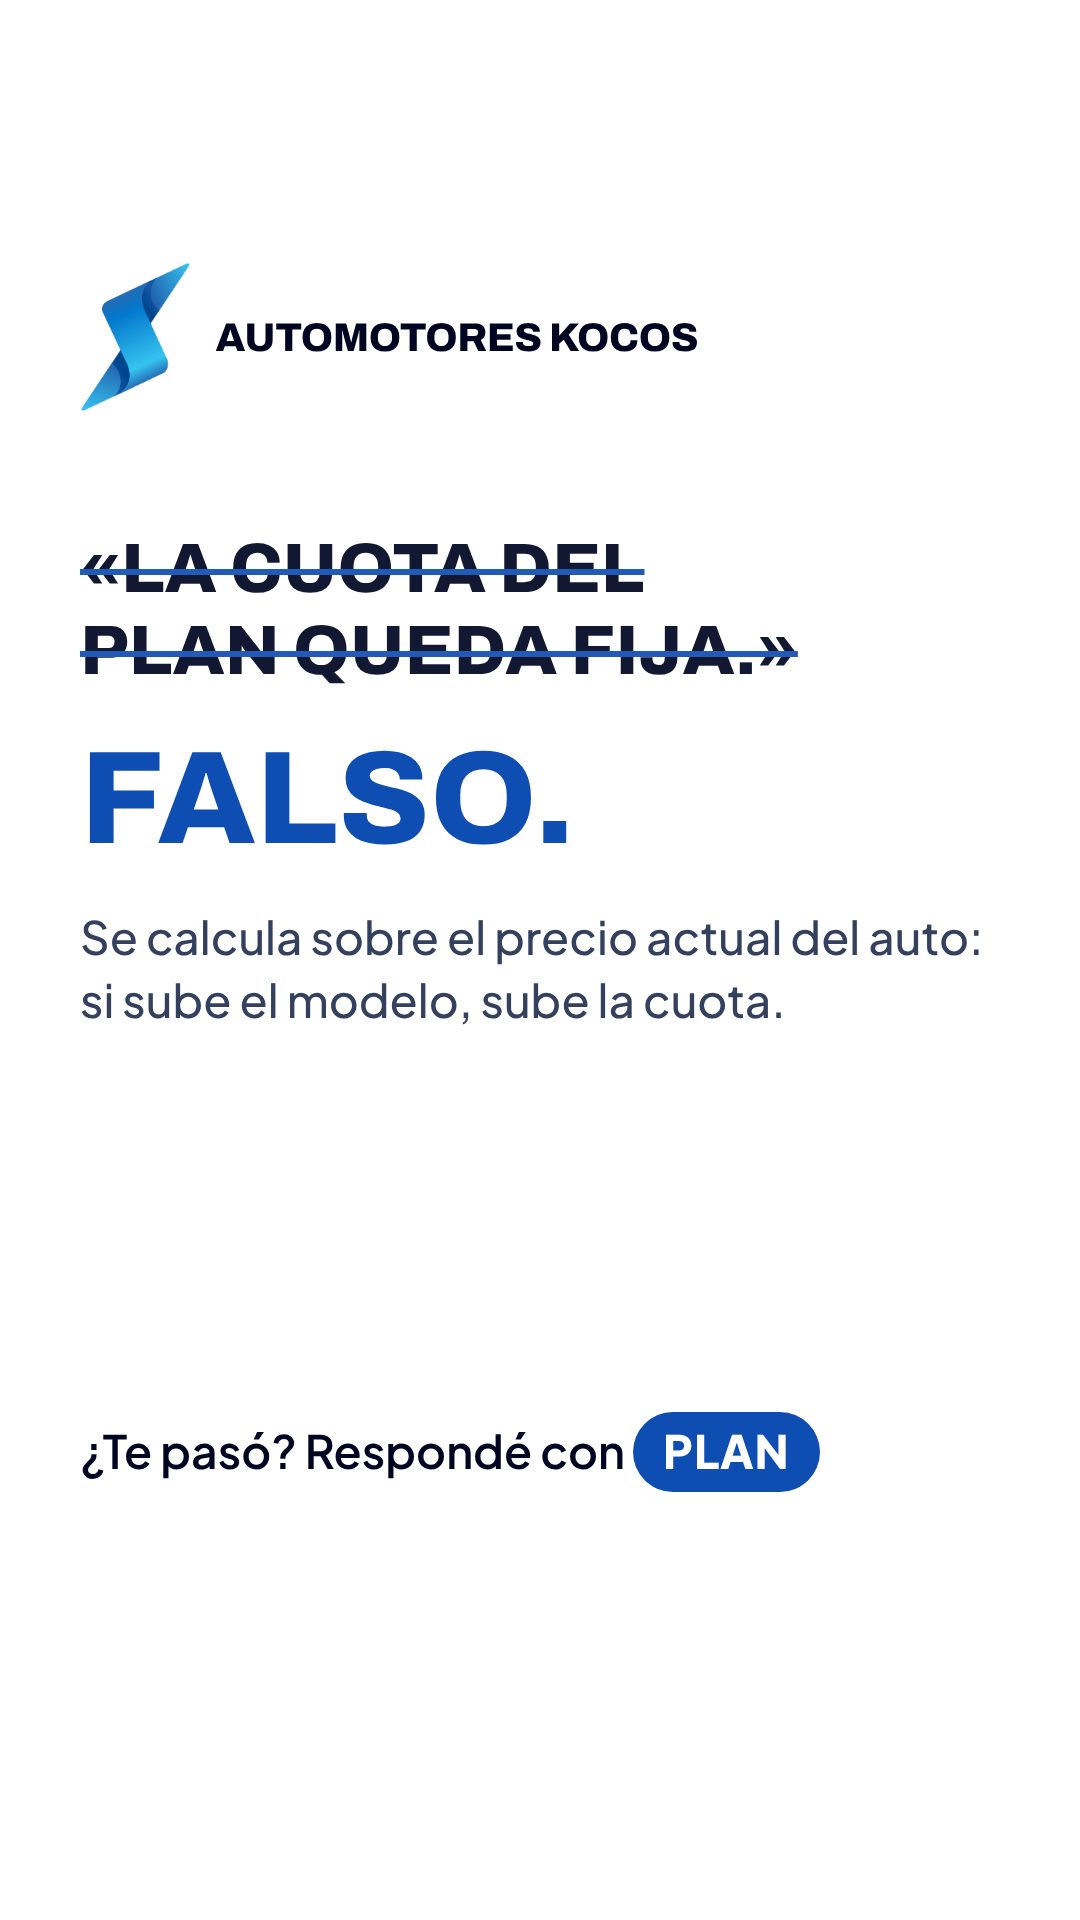 AUTOMOTORES KOCOS
«LA CUOTA DEL
PLAN QUEDA FIJA.»
FALSO.
Se calcula sobre el precio actual del auto:
si sube el modelo, sube la cuota.
¿Te pasó? Respondé con PLAN